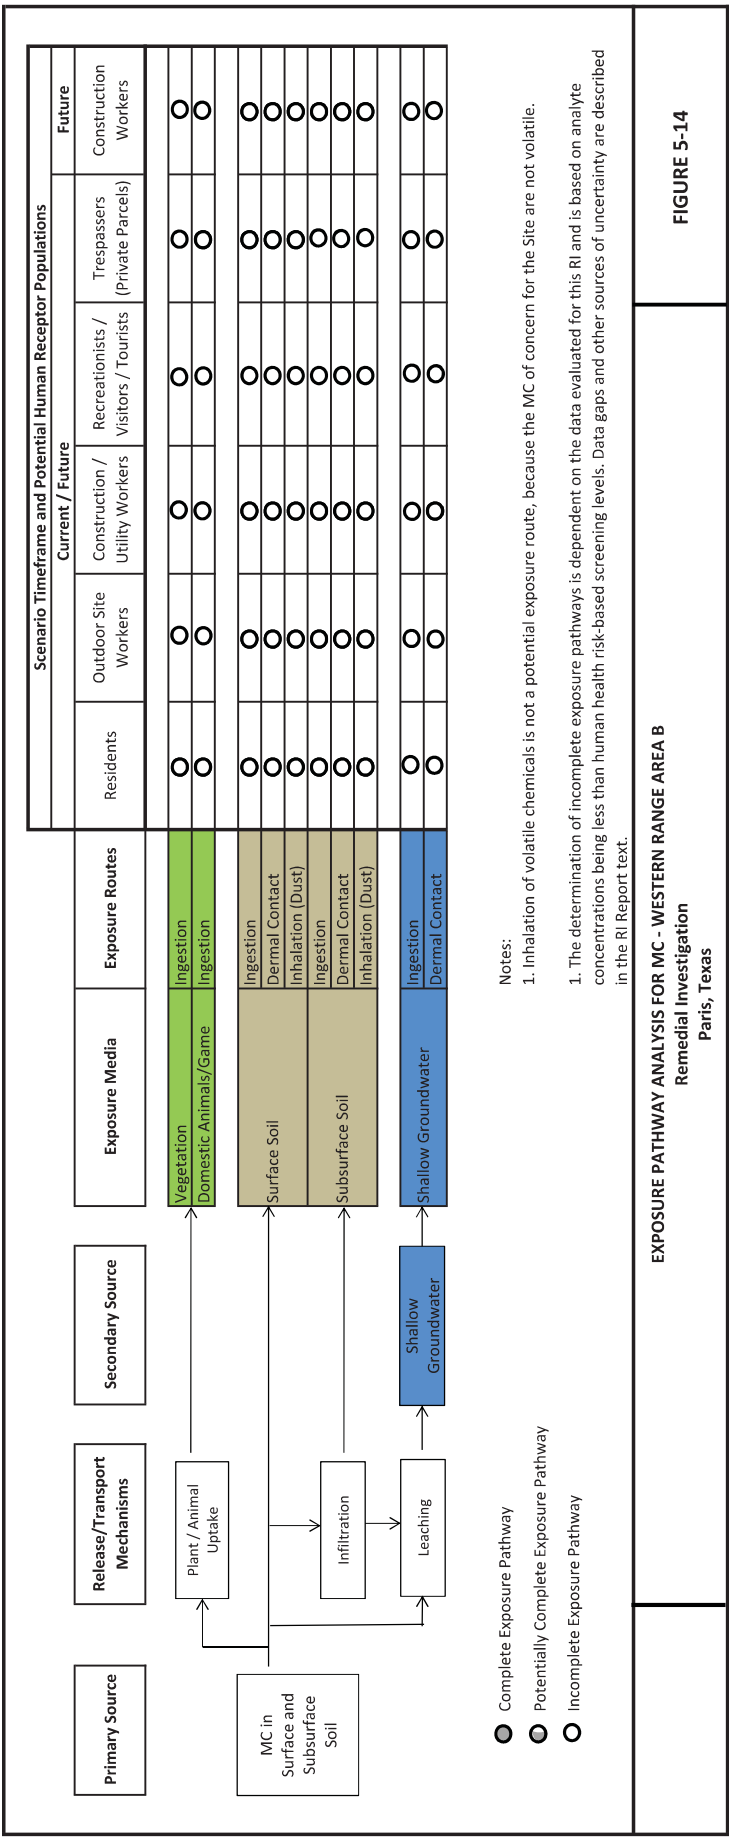 Scenario Timeframe and Potential Human Receptor Populations
Current / Future
Future
Primary Source
Release/Transport
Mechanisms
Secondary Source
Exposure Media
Exposure Routes
Residents
Outdoor Site
Workers
Construction /
Utility Workers
Recreationists /
Visitors / Tourists
Trespassers
(Private Parcels)
Construction
Workers
MC in
Surface and
Subsurface
Soil
Plant / Animal
Uptake
Infiltration
Leaching
Shallow
Groundwater
Vegetation
Ingestion
Domestic Animals/Game
Ingestion
Surface Soil
Ingestion
Dermal Contact
Inhalation (Dust)
Subsurface Soil
Ingestion
Dermal Contact
Inhalation (Dust)
Shallow Groundwater
Ingestion
Dermal Contact
Complete Exposure Pathway
Potentially Complete Exposure Pathway
Incomplete Exposure Pathway
Notes:
1. Inhalation of volatile chemicals is not a potential exposure route, because the MC of concern for the Site are not volatile.
1. The determination of incomplete exposure pathways is dependent on the data evaluated for this RI and is based on analyte
concentrations being less than human health risk-based screening levels. Data gaps and other sources of uncertainty are described
in the RI Report text.
EXPOSURE PATHWAY ANALYSIS FOR MC - WESTERN RANGE AREA B
Remedial Investigation
Paris, Texas
FIGURE 5-14